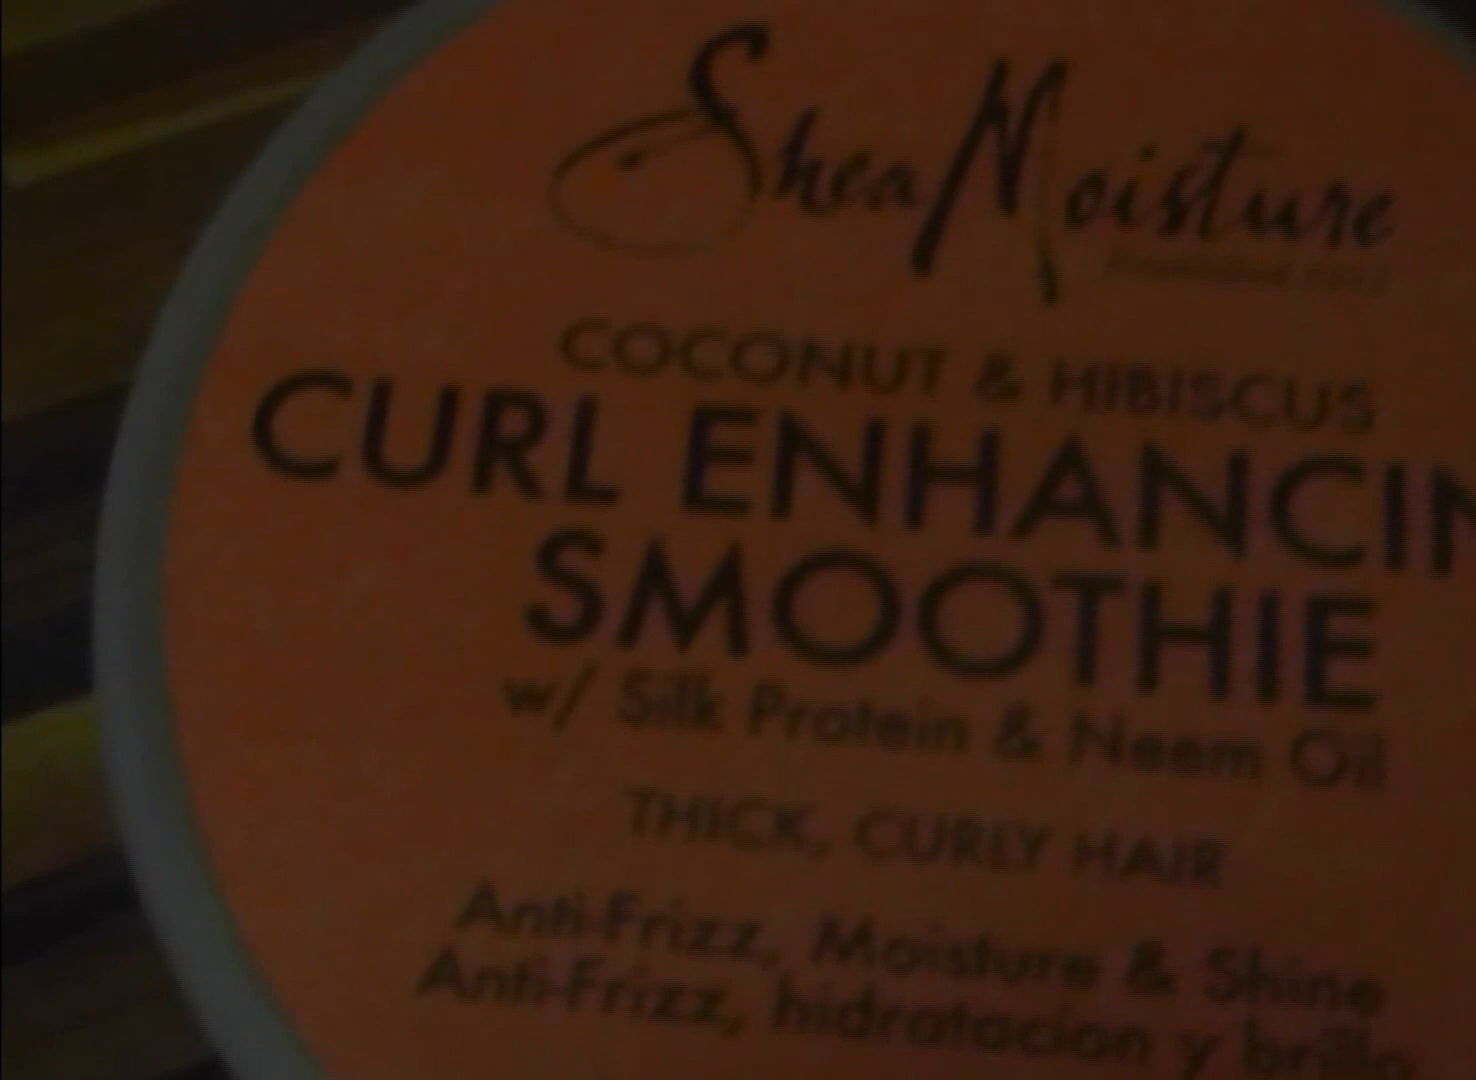 SheaMoisture
COCONUT & HIBISCUS
CURL ENHANCIN
SMOOTHIE
w/ Silk Protein & Neem Oil
THICK, CURLY HAIR
Anti-Frizz, Moisture & Shine
Anti-Frizz, hidratacion y brillo